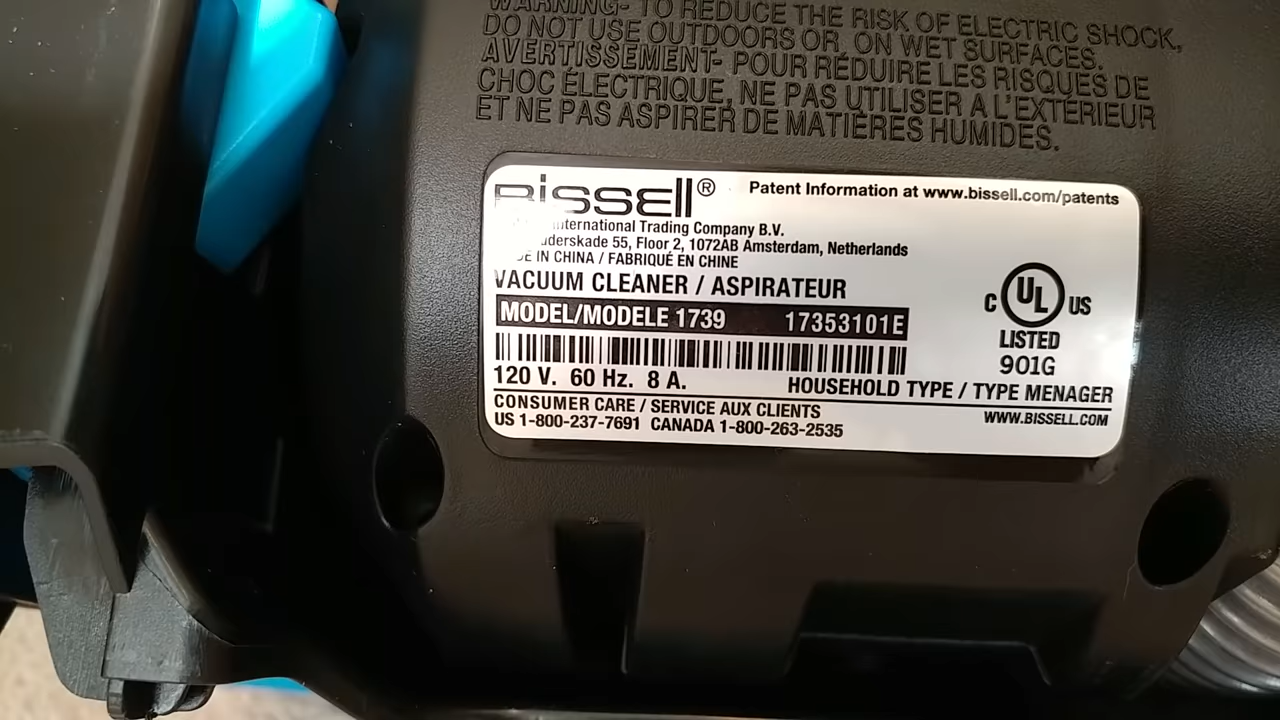 WARNING- TO REDUCE THE RISK OF ELECTRIC SHOCK,
DO NOT USE OUTDOORS OR ON WET SURFACES.
AVERTISSEMENT- POUR RÉDUIRE LES RISQUES DE
CHOC ÉLECTRIQUE, NE PAS UTILISER A L'EXTÉRIEUR
ET NE PAS ASPIRER DE MATIÈRES HUMIDES.
BISSELL® Patent Information at www.bissell.com/patents
International Trading Company B.V.
55, Floor 2, 1072AB Amsterdam, Netherlands
IN CHINA / FABRIQUÉ EN CHINE
VACUUM CLEANER / ASPIRATEUR
MODEL/MODELE 1739 17353101E
C UL US
LISTED
901G
120 V. 60 Hz. 8 A. HOUSEHOLD TYPE / TYPE MENAGER
CONSUMER CARE / SERVICE AUX CLIENTS WWW.BISSELL.COM
US 1-800-237-7691 CANADA 1-800-263-2535